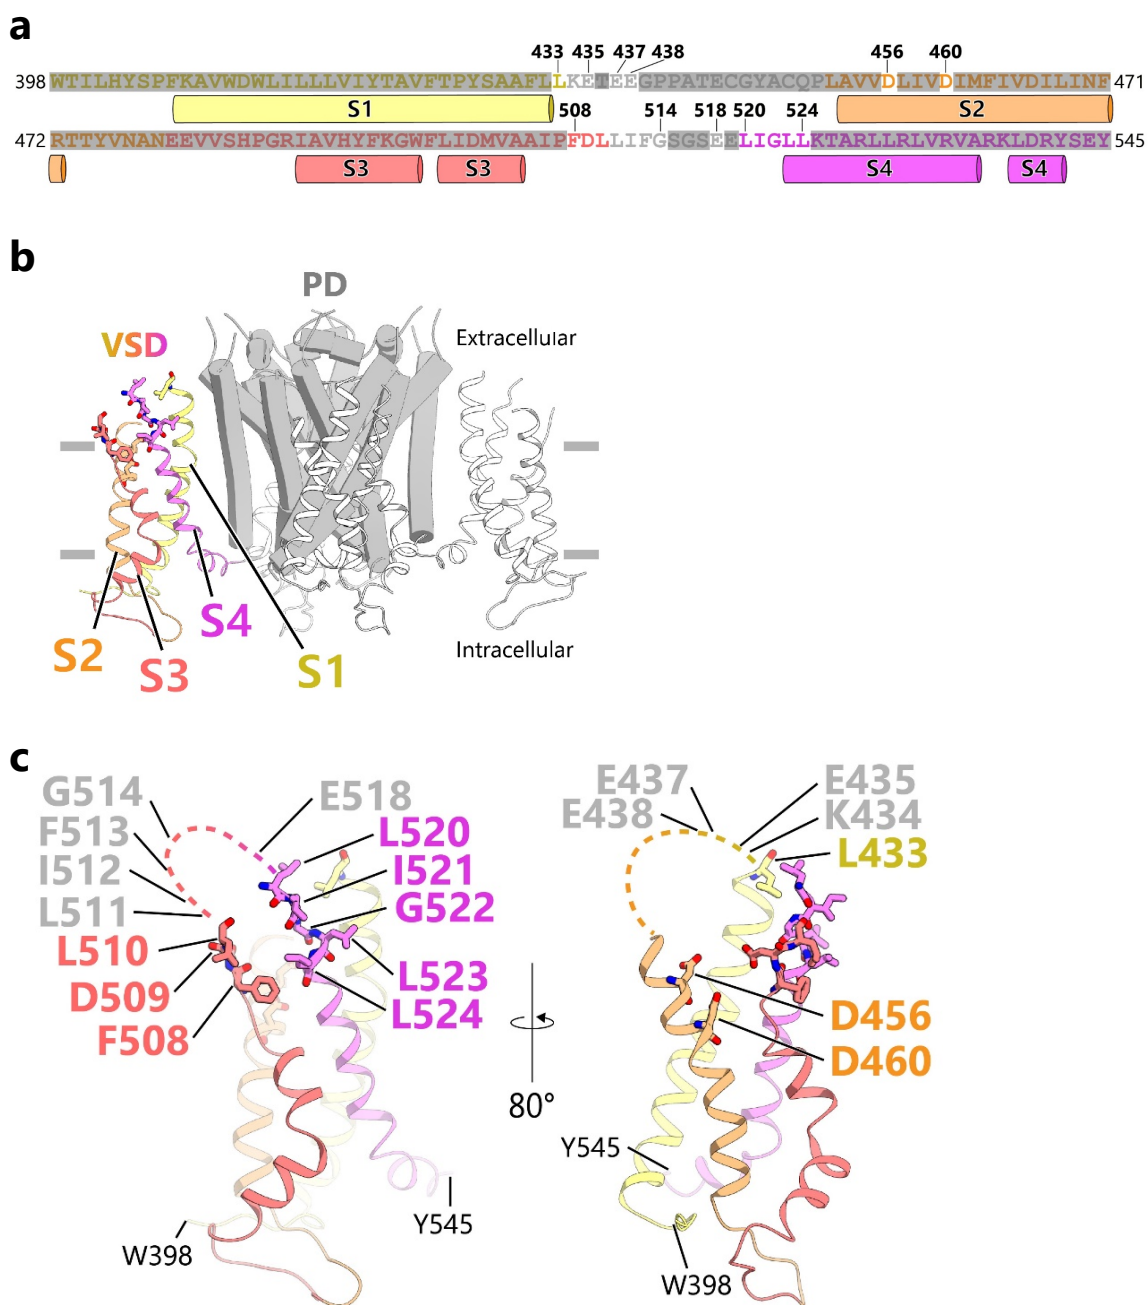 a
433 435 437 438 456 460
398 WTILHYSPFKAVWDWLILLLVIYTAVFTPYSAAFLLKETEEGPPATECGYACQPLAVVDLIVDIMFIVDILINF 471
S1 S2
508 514 518 520 524
472 RTTYVNANEEVVSHPGRIAVHYFKGWFLIDMVAAIPFDLLIFGSGSEELIGLLKTARLLRLVRVARKLDRYSEY 545
S3 S3 S4 S4
b
PD
VSD
Extracellular
S4
S2
S3
S1
Intracellular
c
G514
F513
I512
L511
L510
D509
F508
E518
L520
I521
G522
L523
L524
W398
Y545
80°
E437
E438
E435
K434
L433
D456
D460
Y545
W398